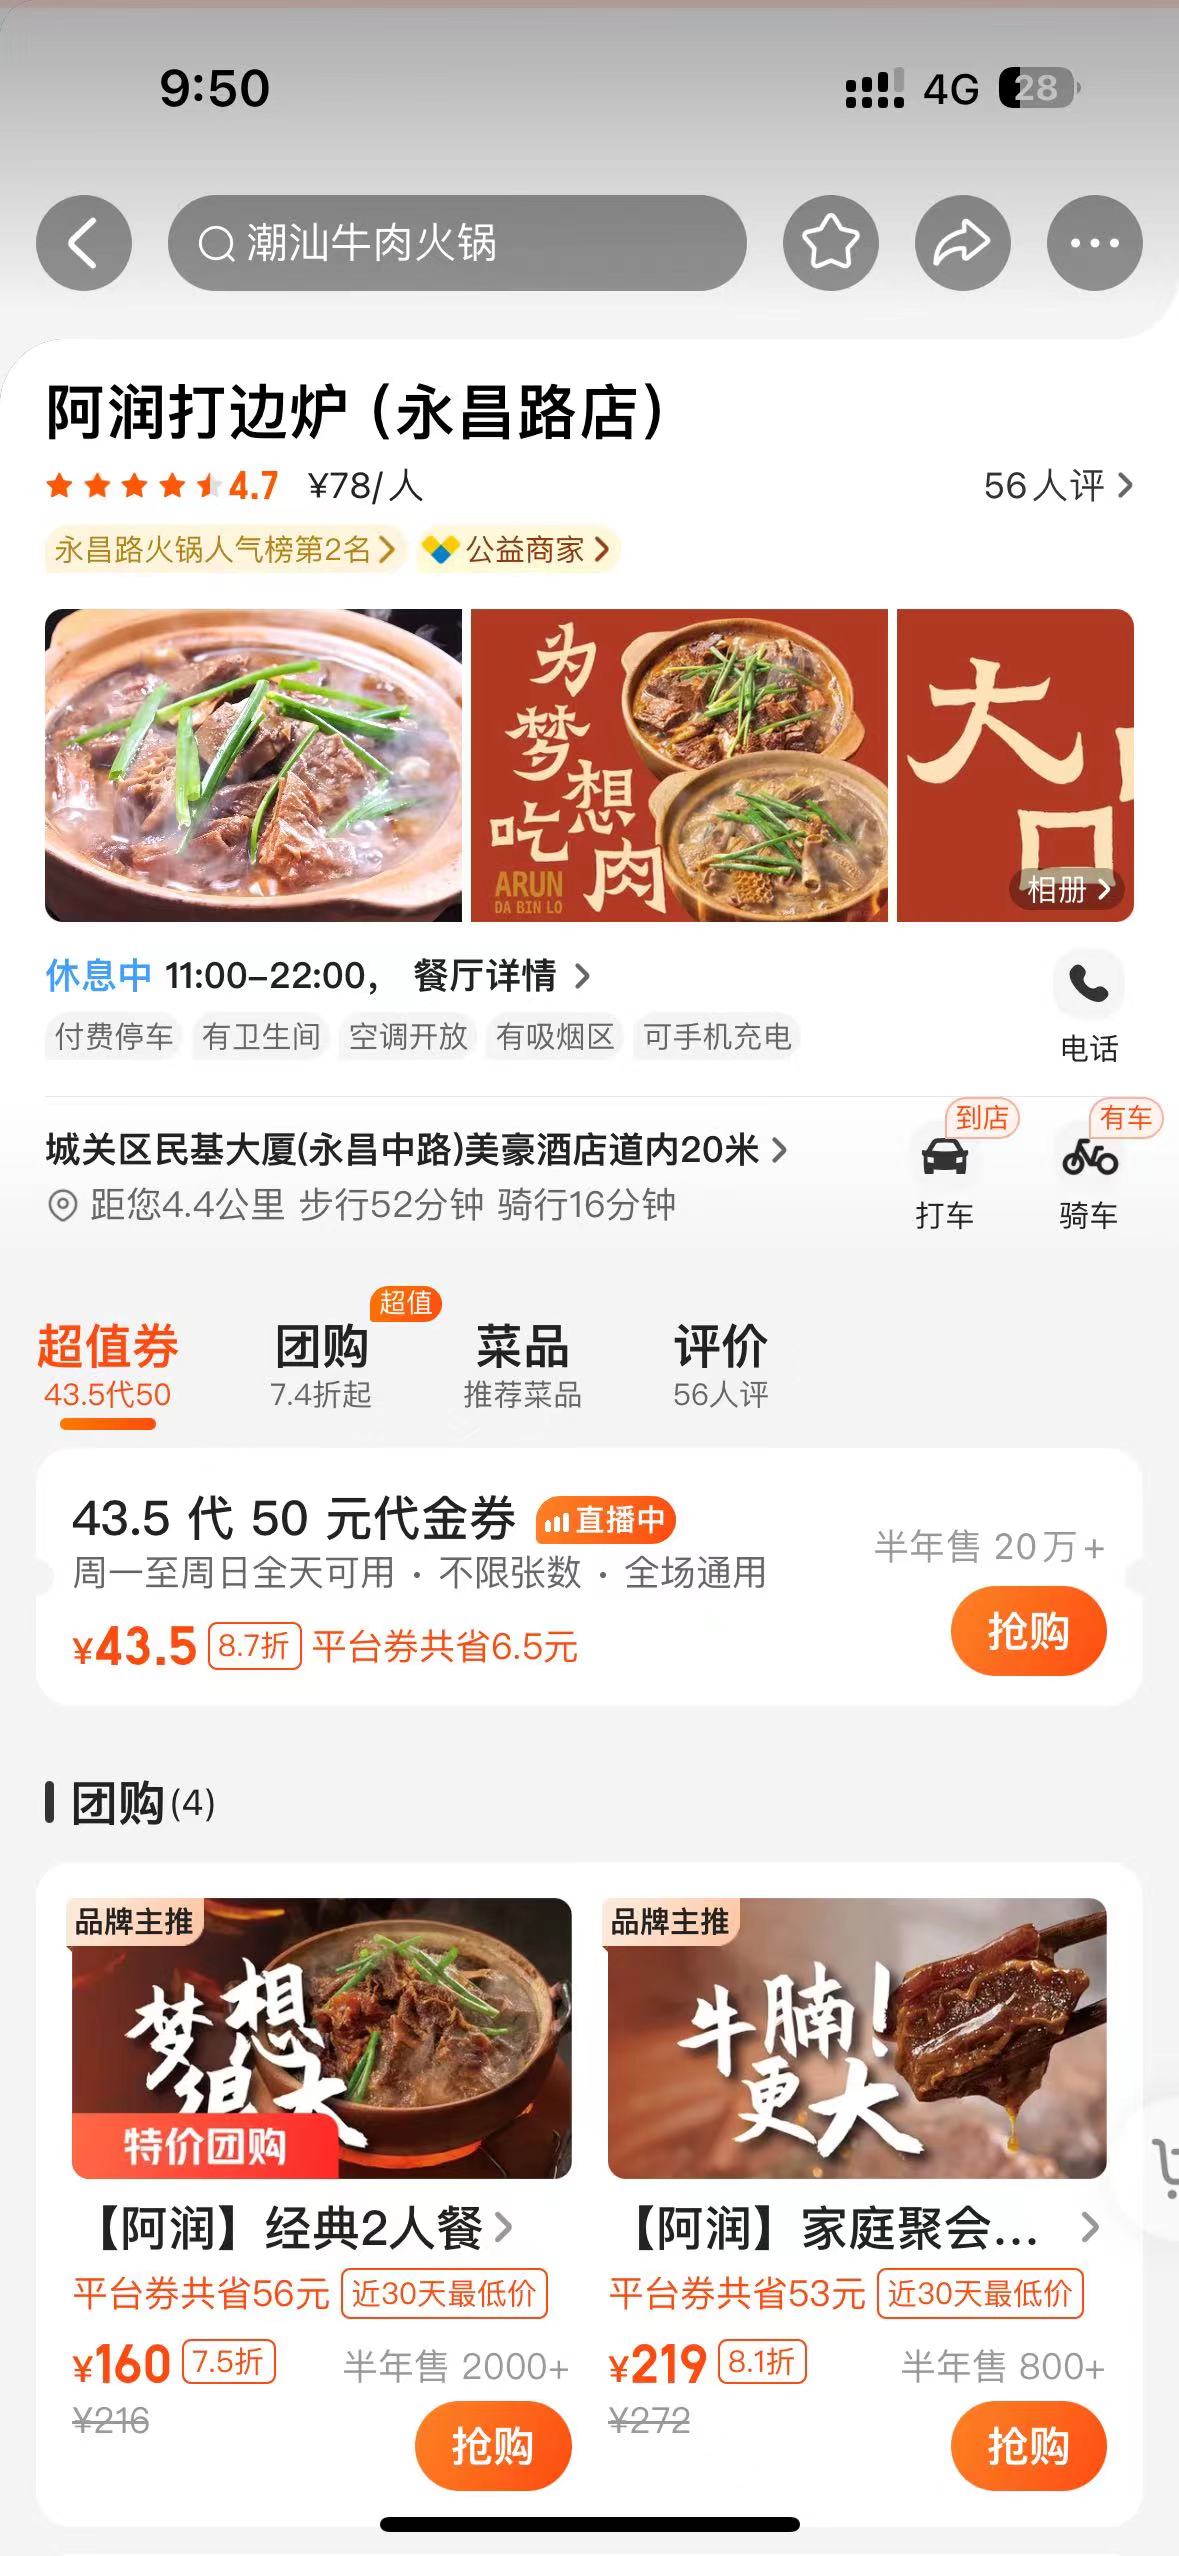 9:50
4G 28
潮汕牛肉火锅
阿润打边炉（永昌路店）
4.7 ¥78/人
56人评
永昌路火锅人气榜第2名
公益商家
为梦想吃肉
ARUN
DA BIN LO
大口
相册
休息中 11:00–22:00， 餐厅详情
付费停车 有卫生间 空调开放 有吸烟区 可手机充电
电话
城关区民基大厦(永昌中路)美豪酒店道内20米
距您4.4公里 步行52分钟 骑行16分钟
到店
打车
有车
骑车
超值券
43.5代50
团购
超值
7.4折起
菜品
推荐菜品
评价
56人评
43.5 代 50 元代金券 直播中
周一至周日全天可用 · 不限张数 · 全场通用
半年售 20万+
¥43.5 8.7折 平台券共省6.5元
抢购
团购(4)
品牌主推
梦想很大
特价团购
【阿润】经典2人餐
平台券共省56元 近30天最低价
¥160 7.5折 半年售 2000+
¥216
抢购
品牌主推
牛腩！更大
【阿润】家庭聚会...
平台券共省53元 近30天最低价
¥219 8.1折 半年售 800+
¥272
抢购